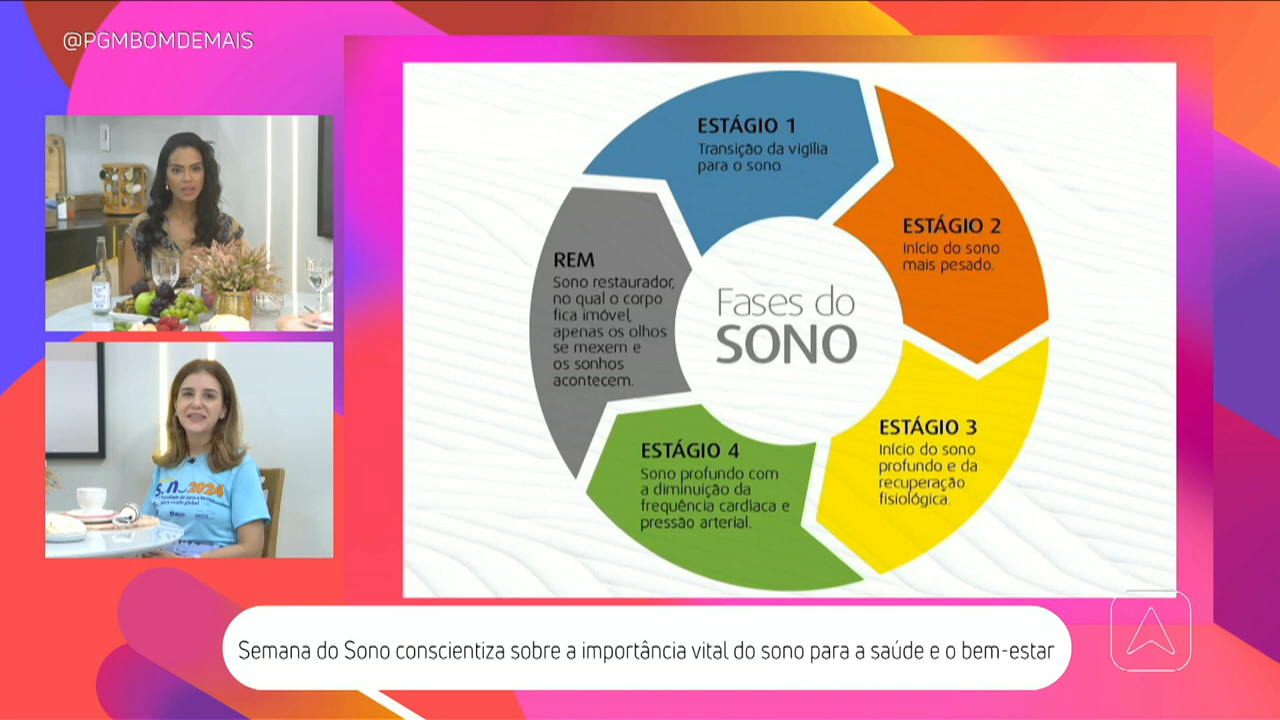 @PGMBOMDEMAIS
ESTÁGIO 1
Transição da vigília
para o sono.
ESTÁGIO 2
Início do sono
mais pesado.
ESTÁGIO 3
Início do sono
profundo e da
recuperação
fisiológica.
ESTÁGIO 4
Sono profundo com
a diminuição da
frequência cardíaca e
pressão arterial.
REM
Sono restaurador,
no qual o corpo
fica imóvel,
apenas os olhos
se mexem e
os sonhos
acontecem.
Fases do
SONO
2024
Semana do Sono conscientiza sobre a importância vital do sono para a saúde e o bem-estar